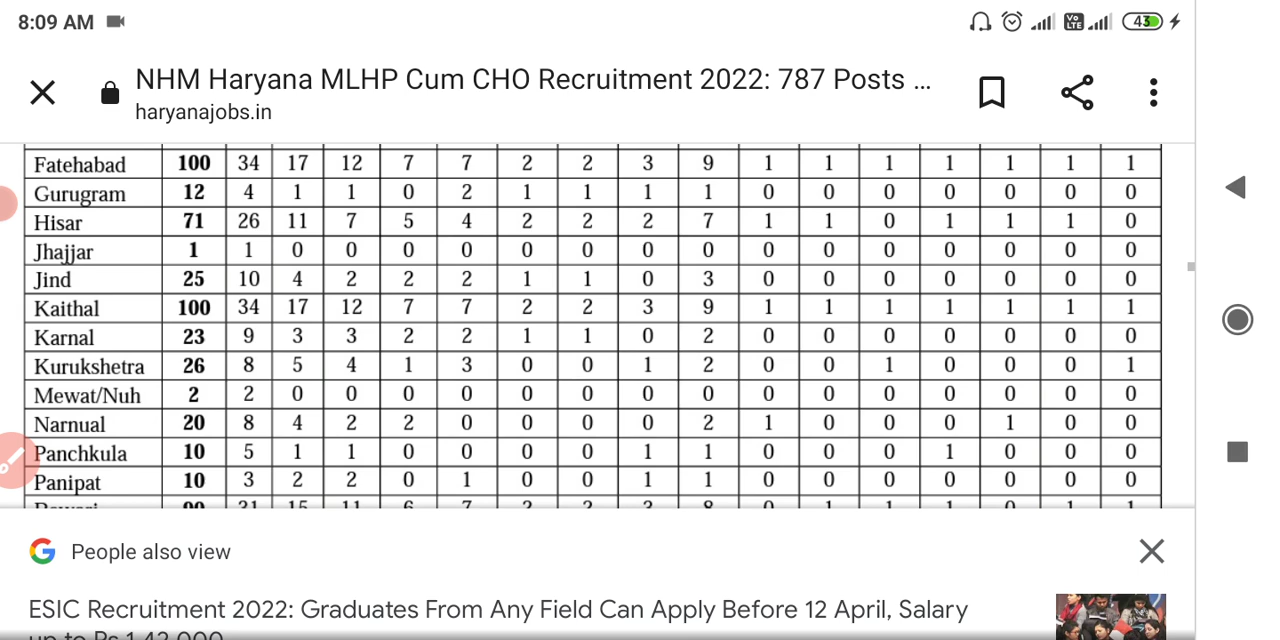 8:09 AM
Vo LTE 43
NHM Haryana MLHP Cum CHO Recruitment 2022: 787 Posts ...
haryanajobs.in
Fatehabad 100 34 17 12 7 7 2 2 3 9 1 1 1 1 1 1 1
Gurugram 12 4 1 1 0 2 1 1 1 1 0 0 0 0 0 0 0
Hisar 71 26 11 7 5 4 2 2 2 7 1 1 0 1 1 1 0
Jhajjar 1 1 0 0 0 0 0 0 0 0 0 0 0 0 0 0 0
Jind 25 10 4 2 2 2 1 1 0 3 0 0 0 0 0 0 0
Kaithal 100 34 17 12 7 7 2 2 3 9 1 1 1 1 1 1 1
Karnal 23 9 3 3 2 2 1 1 0 2 0 0 0 0 0 0 0
Kurukshetra 26 8 5 4 1 3 0 0 1 2 0 0 1 0 0 0 1
Mewat/Nuh 2 2 0 0 0 0 0 0 0 0 0 0 0 0 0 0 0
Narnual 20 8 4 2 2 0 0 0 0 2 1 0 0 0 1 0 0
Panchkula 10 5 1 1 0 0 0 0 1 1 0 0 0 1 0 0 0
Panipat 10 3 2 2 0 1 0 0 1 1 0 0 0 0 0 0 0
People also view
ESIC Recruitment 2022: Graduates From Any Field Can Apply Before 12 April, Salary
up to Rs 1,42,000